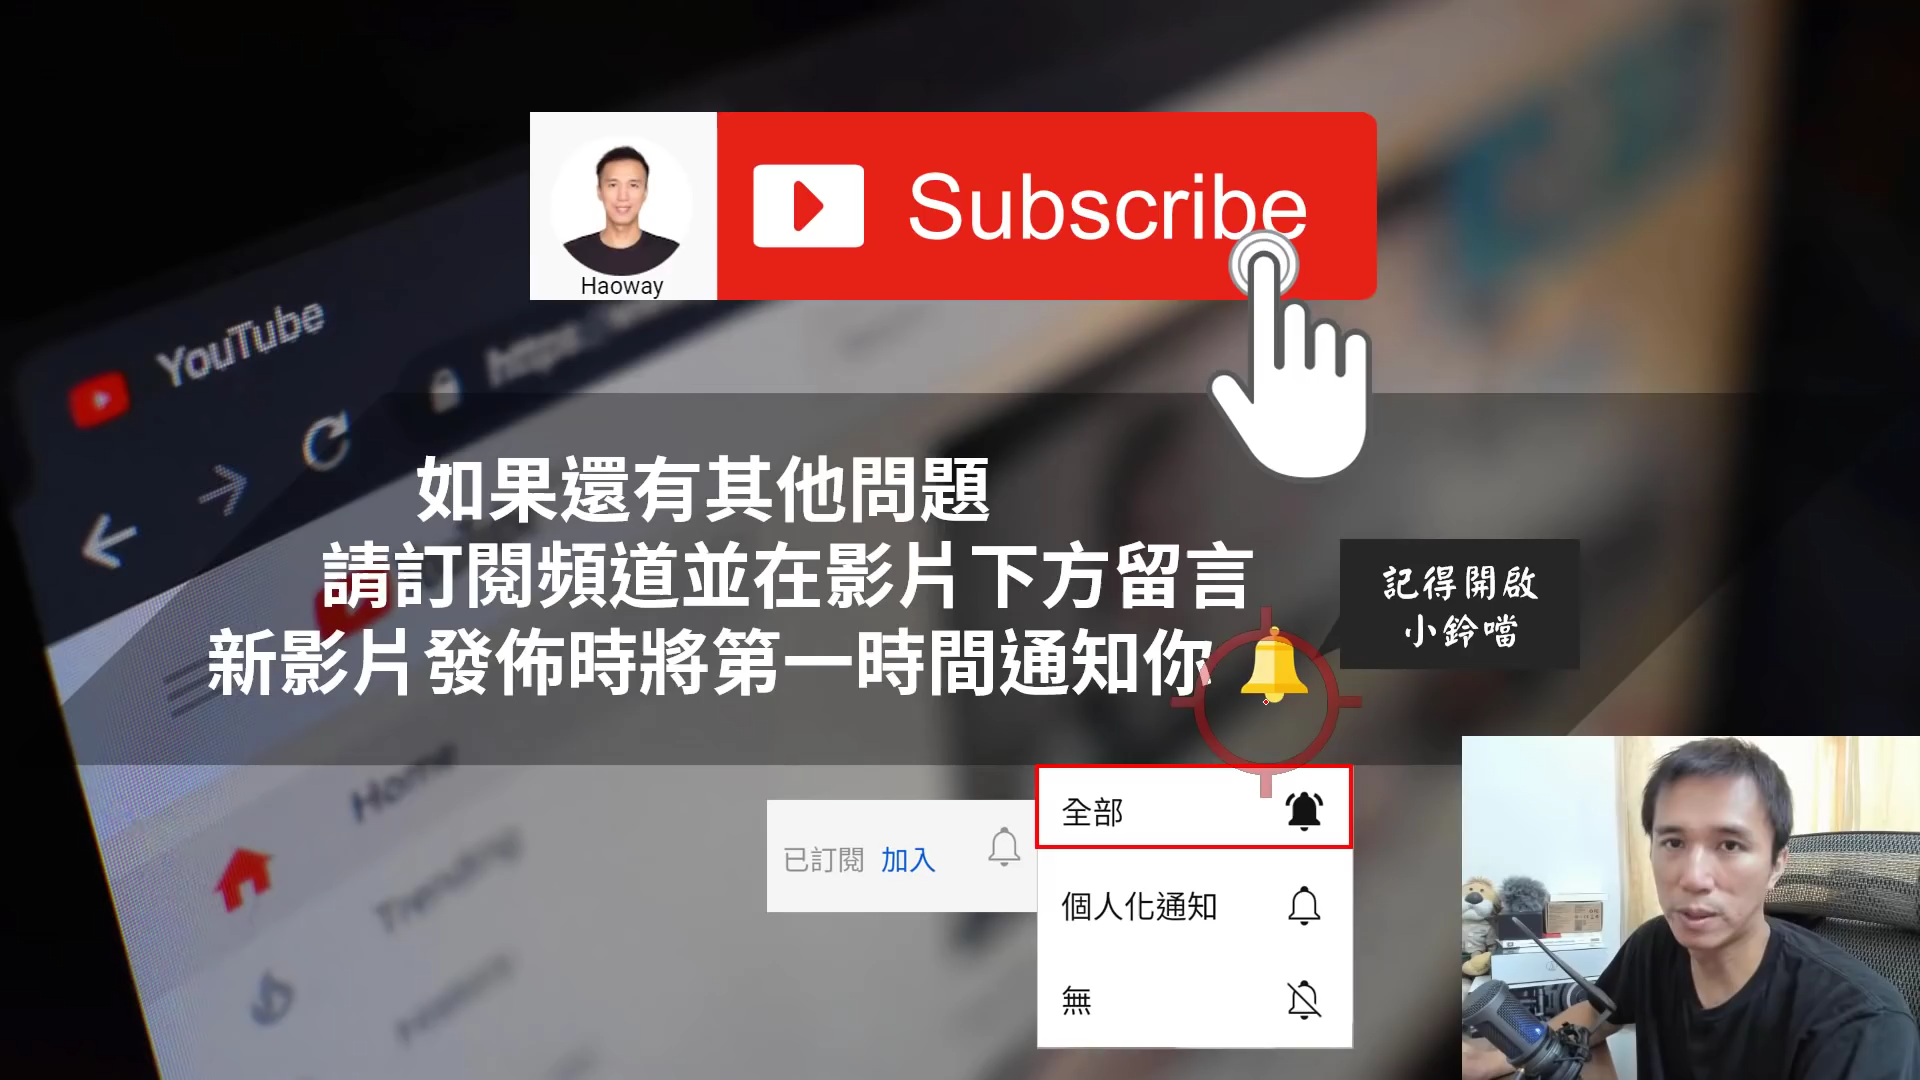 Subscribe
Haoway
YouTube
https://
如果還有其他問題
請訂閱頻道並在影片下方留言
新影片發佈時將第一時間通知你
記得開啟
小鈴噹
Home
Trending
全部
已訂閱 加入
個人化通知
無